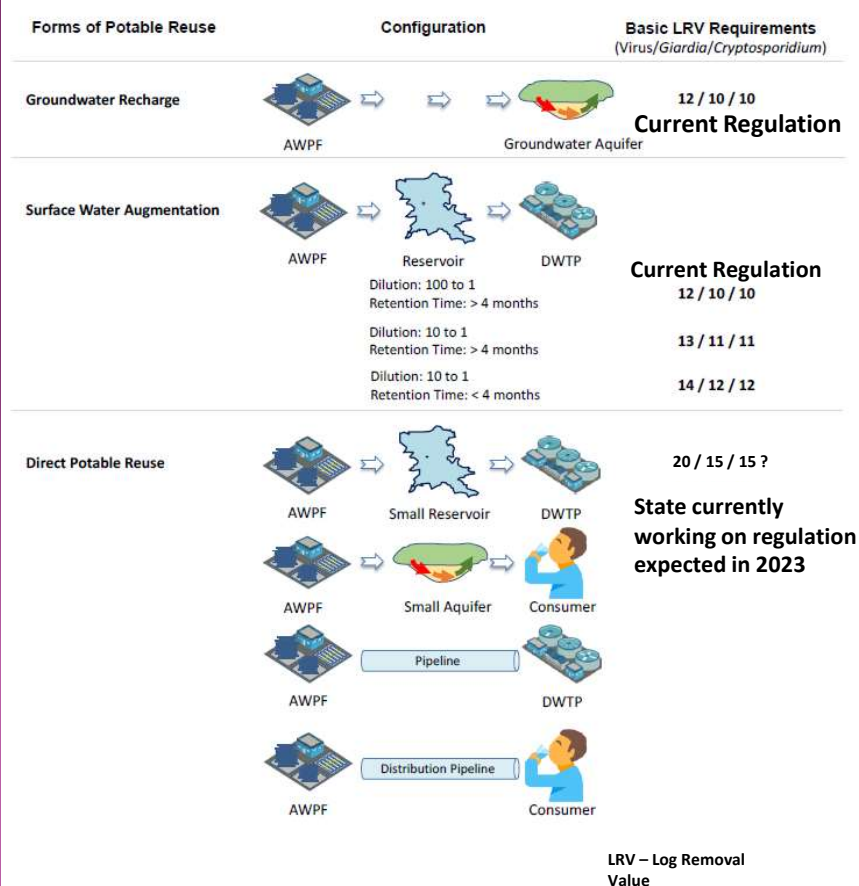 Forms of Potable Reuse
Configuration
Basic LRV Requirements
(Virus/Giardia/Cryptosporidium)
Groundwater Recharge
AWPF
Groundwater Aquifer
12 / 10 / 10
Current Regulation
Surface Water Augmentation
AWPF
Reservoir
DWTP
Current Regulation
Dilution: 100 to 1
Retention Time: > 4 months
12 / 10 / 10
Dilution: 10 to 1
Retention Time: > 4 months
13 / 11 / 11
Dilution: 10 to 1
Retention Time: < 4 months
14 / 12 / 12
Direct Potable Reuse
AWPF
Small Reservoir
DWTP
20 / 15 / 15 ?
State currently
working on regulation
expected in 2023
AWPF
Small Aquifer
Consumer
Pipeline
AWPF
DWTP
Distribution Pipeline
AWPF
Consumer
LRV – Log Removal
Value